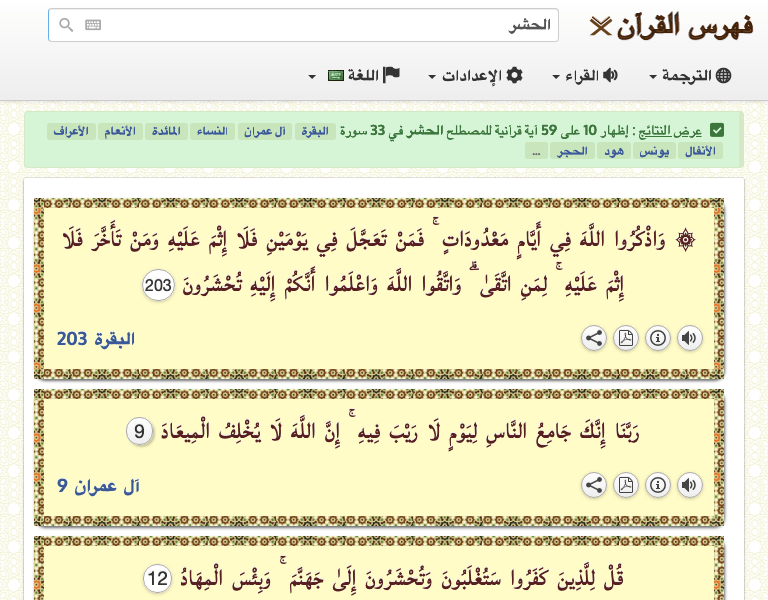 فهرس القرآن
الحشر
الترجمة
القراء
الإعدادات
اللغة
عرض النتائج : إظهار 10 على 59 آية قرآنية للمصطلح الحشر في 33 سورة البقرة آل عمران النساء المائدة الأنعام الأعراف
الأنفال يونس هود الحجر ...
۞ وَاذْكُرُوا اللَّهَ فِي أَيَّامٍ مَعْدُودَاتٍ ۚ فَمَنْ تَعَجَّلَ فِي يَوْمَيْنِ فَلَا إِثْمَ عَلَيْهِ وَمَنْ تَأَخَّرَ فَلَا
إِثْمَ عَلَيْهِ ۚ لِمَنِ اتَّقَىٰ ۗ وَاتَّقُوا اللَّهَ وَاعْلَمُوا أَنَّكُمْ إِلَيْهِ تُحْشَرُونَ 203
البقرة 203
رَبَّنَا إِنَّكَ جَامِعُ النَّاسِ لِيَوْمٍ لَا رَيْبَ فِيهِ ۚ إِنَّ اللَّهَ لَا يُخْلِفُ الْمِيعَادَ 9
آل عمران 9
قُلْ لِلَّذِينَ كَفَرُوا سَتُغْلَبُونَ وَتُحْشَرُونَ إِلَىٰ جَهَنَّمَ ۚ وَبِئْسَ الْمِهَادُ 12